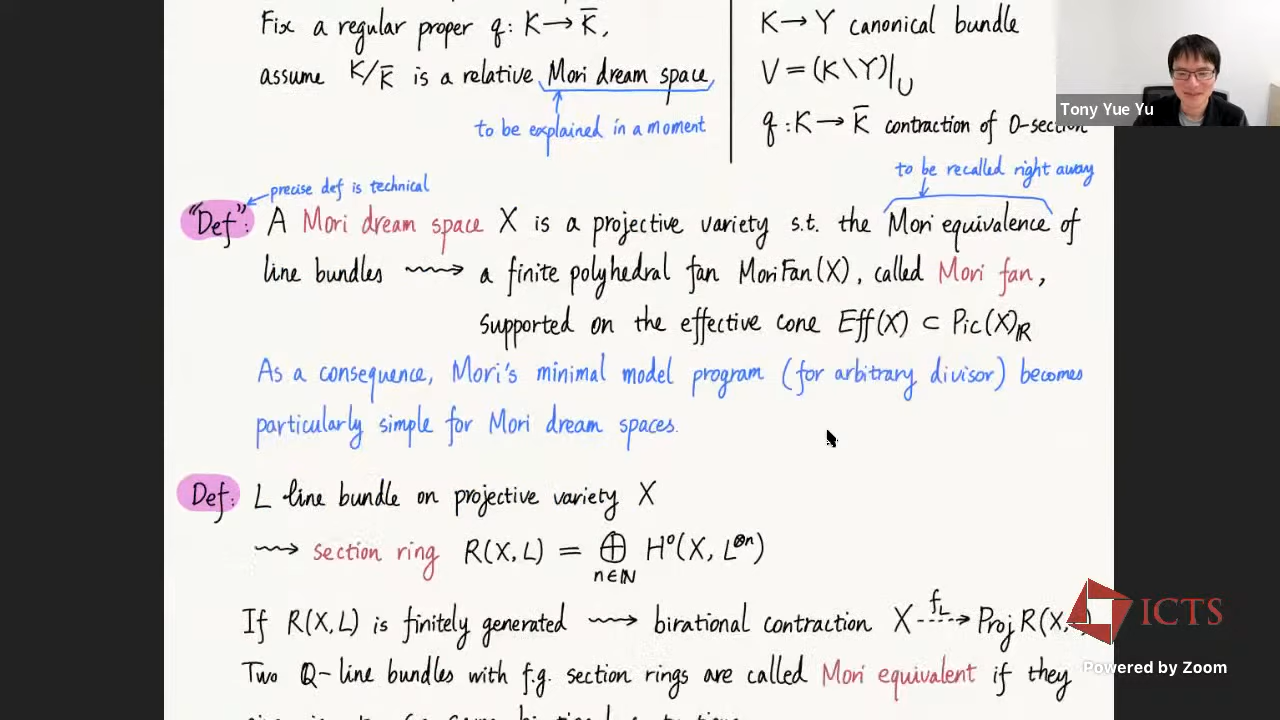 Fix a regular proper q: K → K̅,
assume K/K̅ is a relative Mori dream space
to be explained in a moment
K → Y canonical bundle
V = (K \ Y)|_U
q: K → K̅ contraction of 0-section
Tony Yue Yu
to be recalled right away
precise def is technical
"Def": A Mori dream space X is a projective variety s.t. the Mori equivalence of
line bundles ⇝ a finite polyhedral fan MoriFan(X), called Mori fan,
supported on the effective cone Eff(X) ⊂ Pic(X)_ℝ
As a consequence, Mori's minimal model program (for arbitrary divisor) becomes
particularly simple for Mori dream spaces.
Def: L line bundle on projective variety X
⇝ section ring R(X, L) = ⊕_{n∈ℕ} H⁰(X, L^{⊗n})
If R(X,L) is finitely generated ⇝ birational contraction X --f_L--> Proj R(X,
Two Q-line bundles with f.g. section rings are called Mori equivalent if they
ICTS
Powered by Zoom